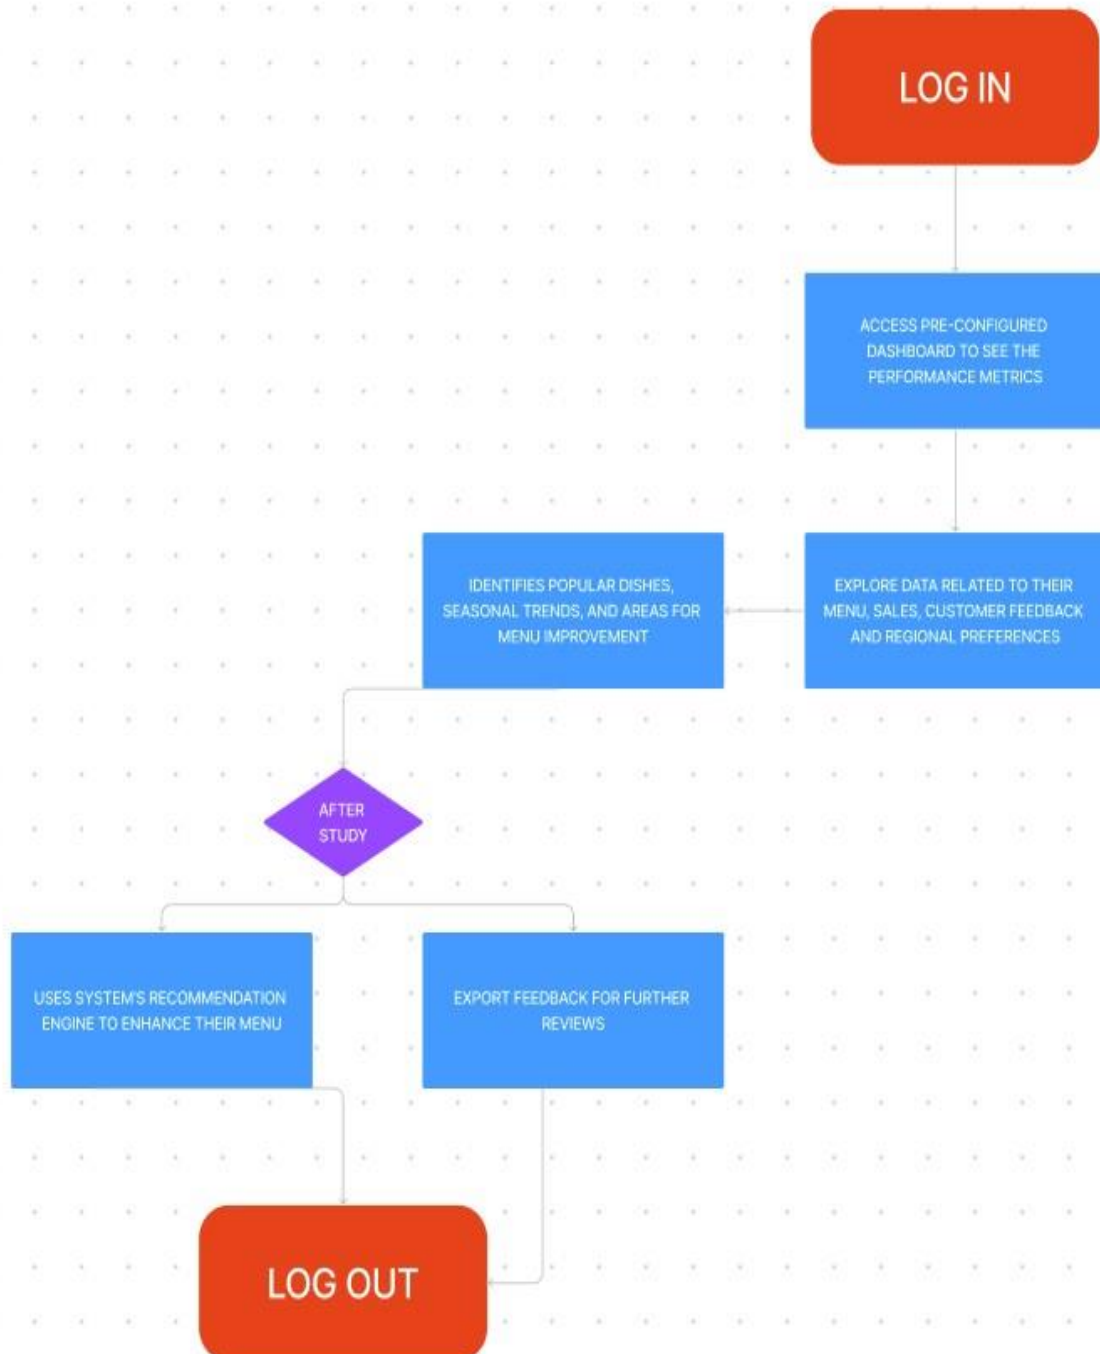 LOG IN
ACCESS PRE-CONFIGURED
DASHBOARD TO SEE THE
PERFORMANCE METRICS
EXPLORE DATA RELATED TO THEIR
MENU, SALES, CUSTOMER FEEDBACK
AND REGIONAL PREFERENCES
IDENTIFIES POPULAR DISHES,
SEASONAL TRENDS, AND AREAS FOR
MENU IMPROVEMENT
AFTER
STUDY
USES SYSTEM'S RECOMMENDATION
ENGINE TO ENHANCE THEIR MENU
EXPORT FEEDBACK FOR FURTHER
REVIEWS
LOG OUT